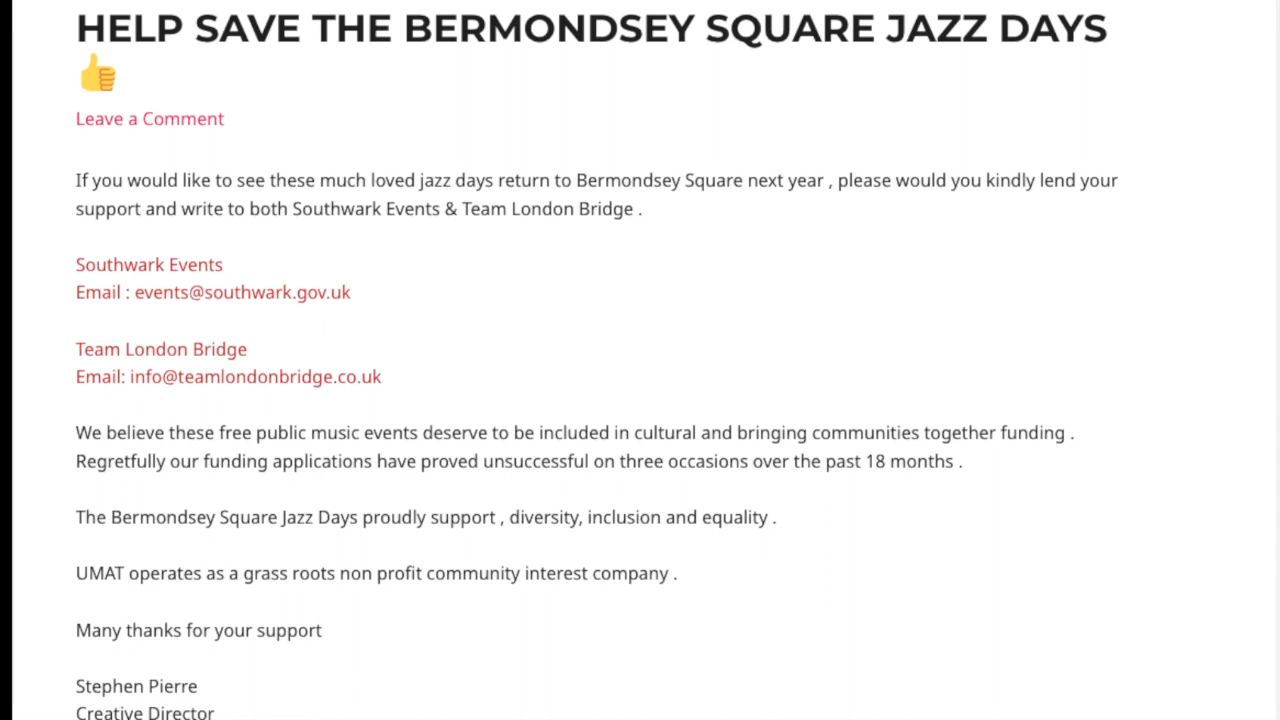 HELP SAVE THE BERMONDSEY SQUARE JAZZ DAYS
👍
Leave a Comment
If you would like to see these much loved jazz days return to Bermondsey Square next year , please would you kindly lend your
support and write to both Southwark Events & Team London Bridge .
Southwark Events
Email : events@southwark.gov.uk
Team London Bridge
Email: info@teamlondonbridge.co.uk
We believe these free public music events deserve to be included in cultural and bringing communities together funding .
Regretfully our funding applications have proved unsuccessful on three occasions over the past 18 months .
The Bermondsey Square Jazz Days proudly support , diversity, inclusion and equality .
UMAT operates as a grass roots non profit community interest company .
Many thanks for your support
Stephen Pierre
Creative Director